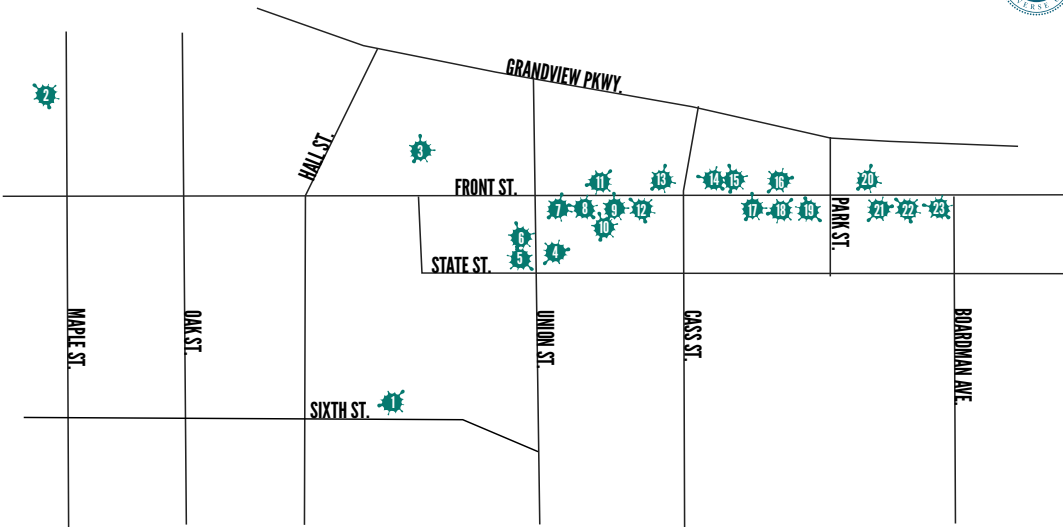 VERSE
GRANDVIEW PKWY.
2
HALL ST.
3
11
13
14
15
16
20
FRONT ST.
7
8
9
12
17
18
19
PARK ST.
21
22
23
10
6
4
5
STATE ST.
MAPLE ST.
OAK ST.
UNION ST.
CASS ST.
BOARDMAN AVE.
1
SIXTH ST.